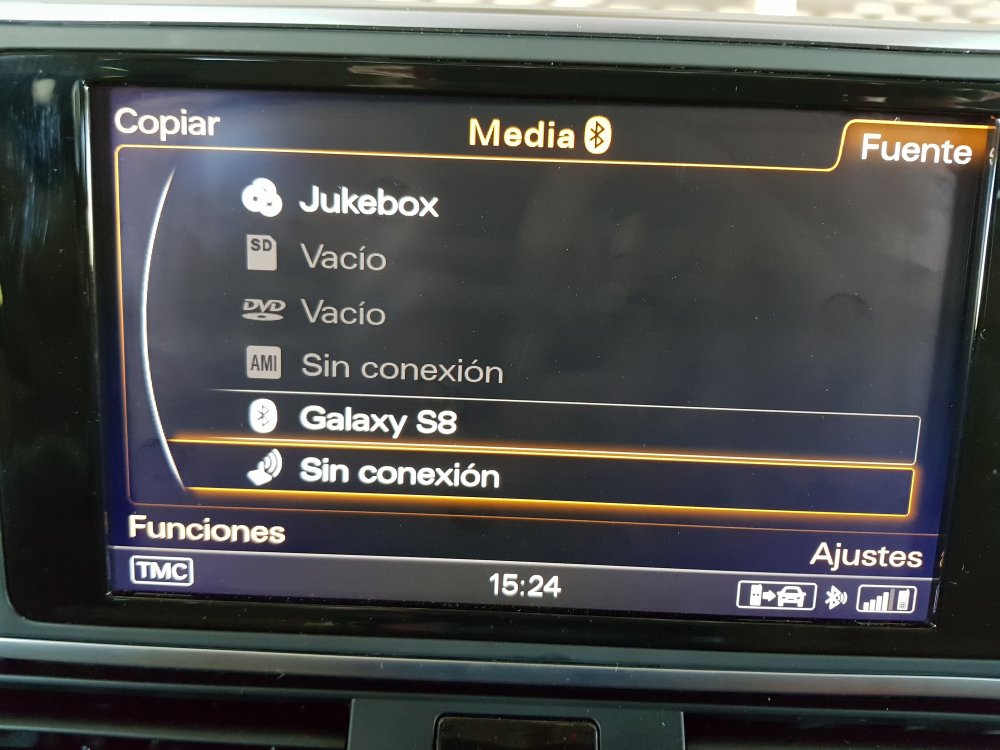 Copiar
Media
Fuente
Jukebox
SD Vacío
DVD Vacío
AMI Sin conexión
Galaxy S8
Sin conexión
Funciones
Ajustes
TMC
15:24